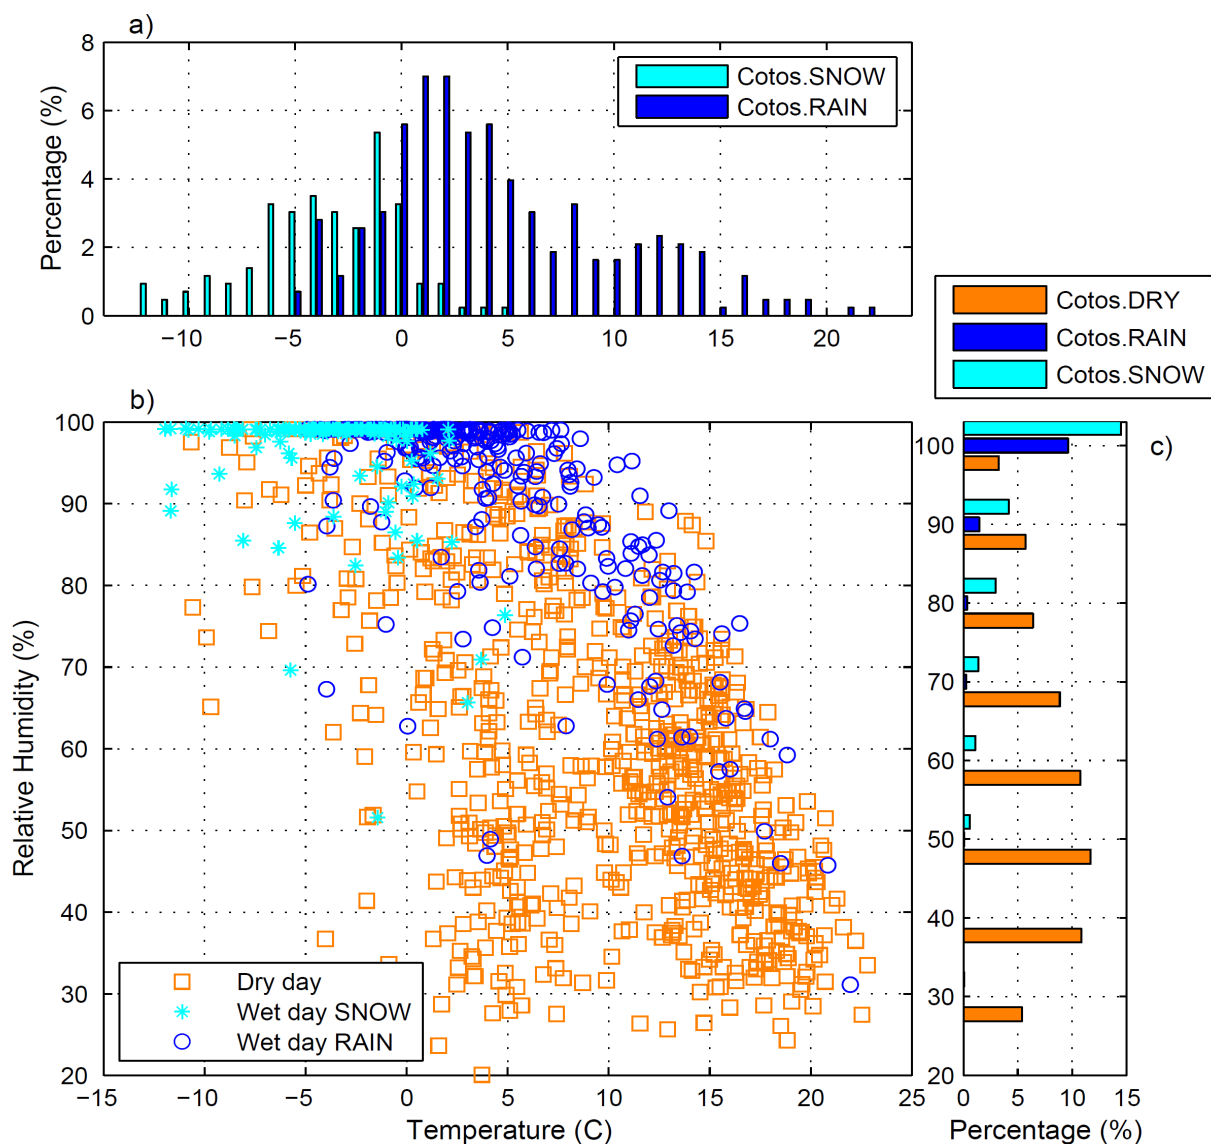 a)
8
6
4
2
0
Percentage (%)
Cotos.SNOW
Cotos.RAIN
−10 −5 0 5 10 15 20
Cotos.DRY
Cotos.RAIN
Cotos.SNOW
b)
100
90
80
70
60
50
40
30
20
Relative Humidity (%)
Dry day
Wet day SNOW
Wet day RAIN
−15 −10 −5 0 5 10 15 20 25
Temperature (C)
c)
100
90
80
70
60
50
40
30
20
0 5 10 15
Percentage (%)